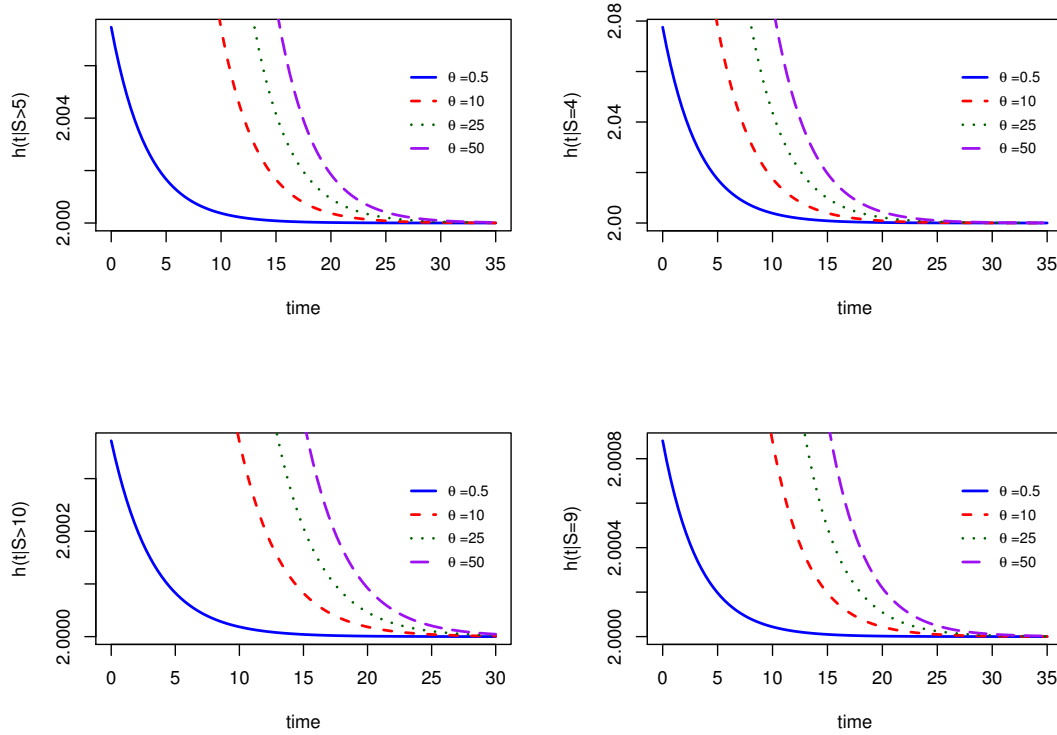 h(t|S>5)
2.004
2.000
θ =0.5
θ =10
θ =25
θ =50
0 5 10 15 20 25 30 35
time
h(t|S=4)
2.08
2.04
2.00
θ =0.5
θ =10
θ =25
θ =50
0 5 10 15 20 25 30 35
time
h(t|S>10)
2.0002
2.0000
θ =0.5
θ =10
θ =25
θ =50
0 5 10 15 20 25 30
time
h(t|S=9)
2.0008
2.0004
2.0000
θ =0.5
θ =10
θ =25
θ =50
0 5 10 15 20 25 30 35
time